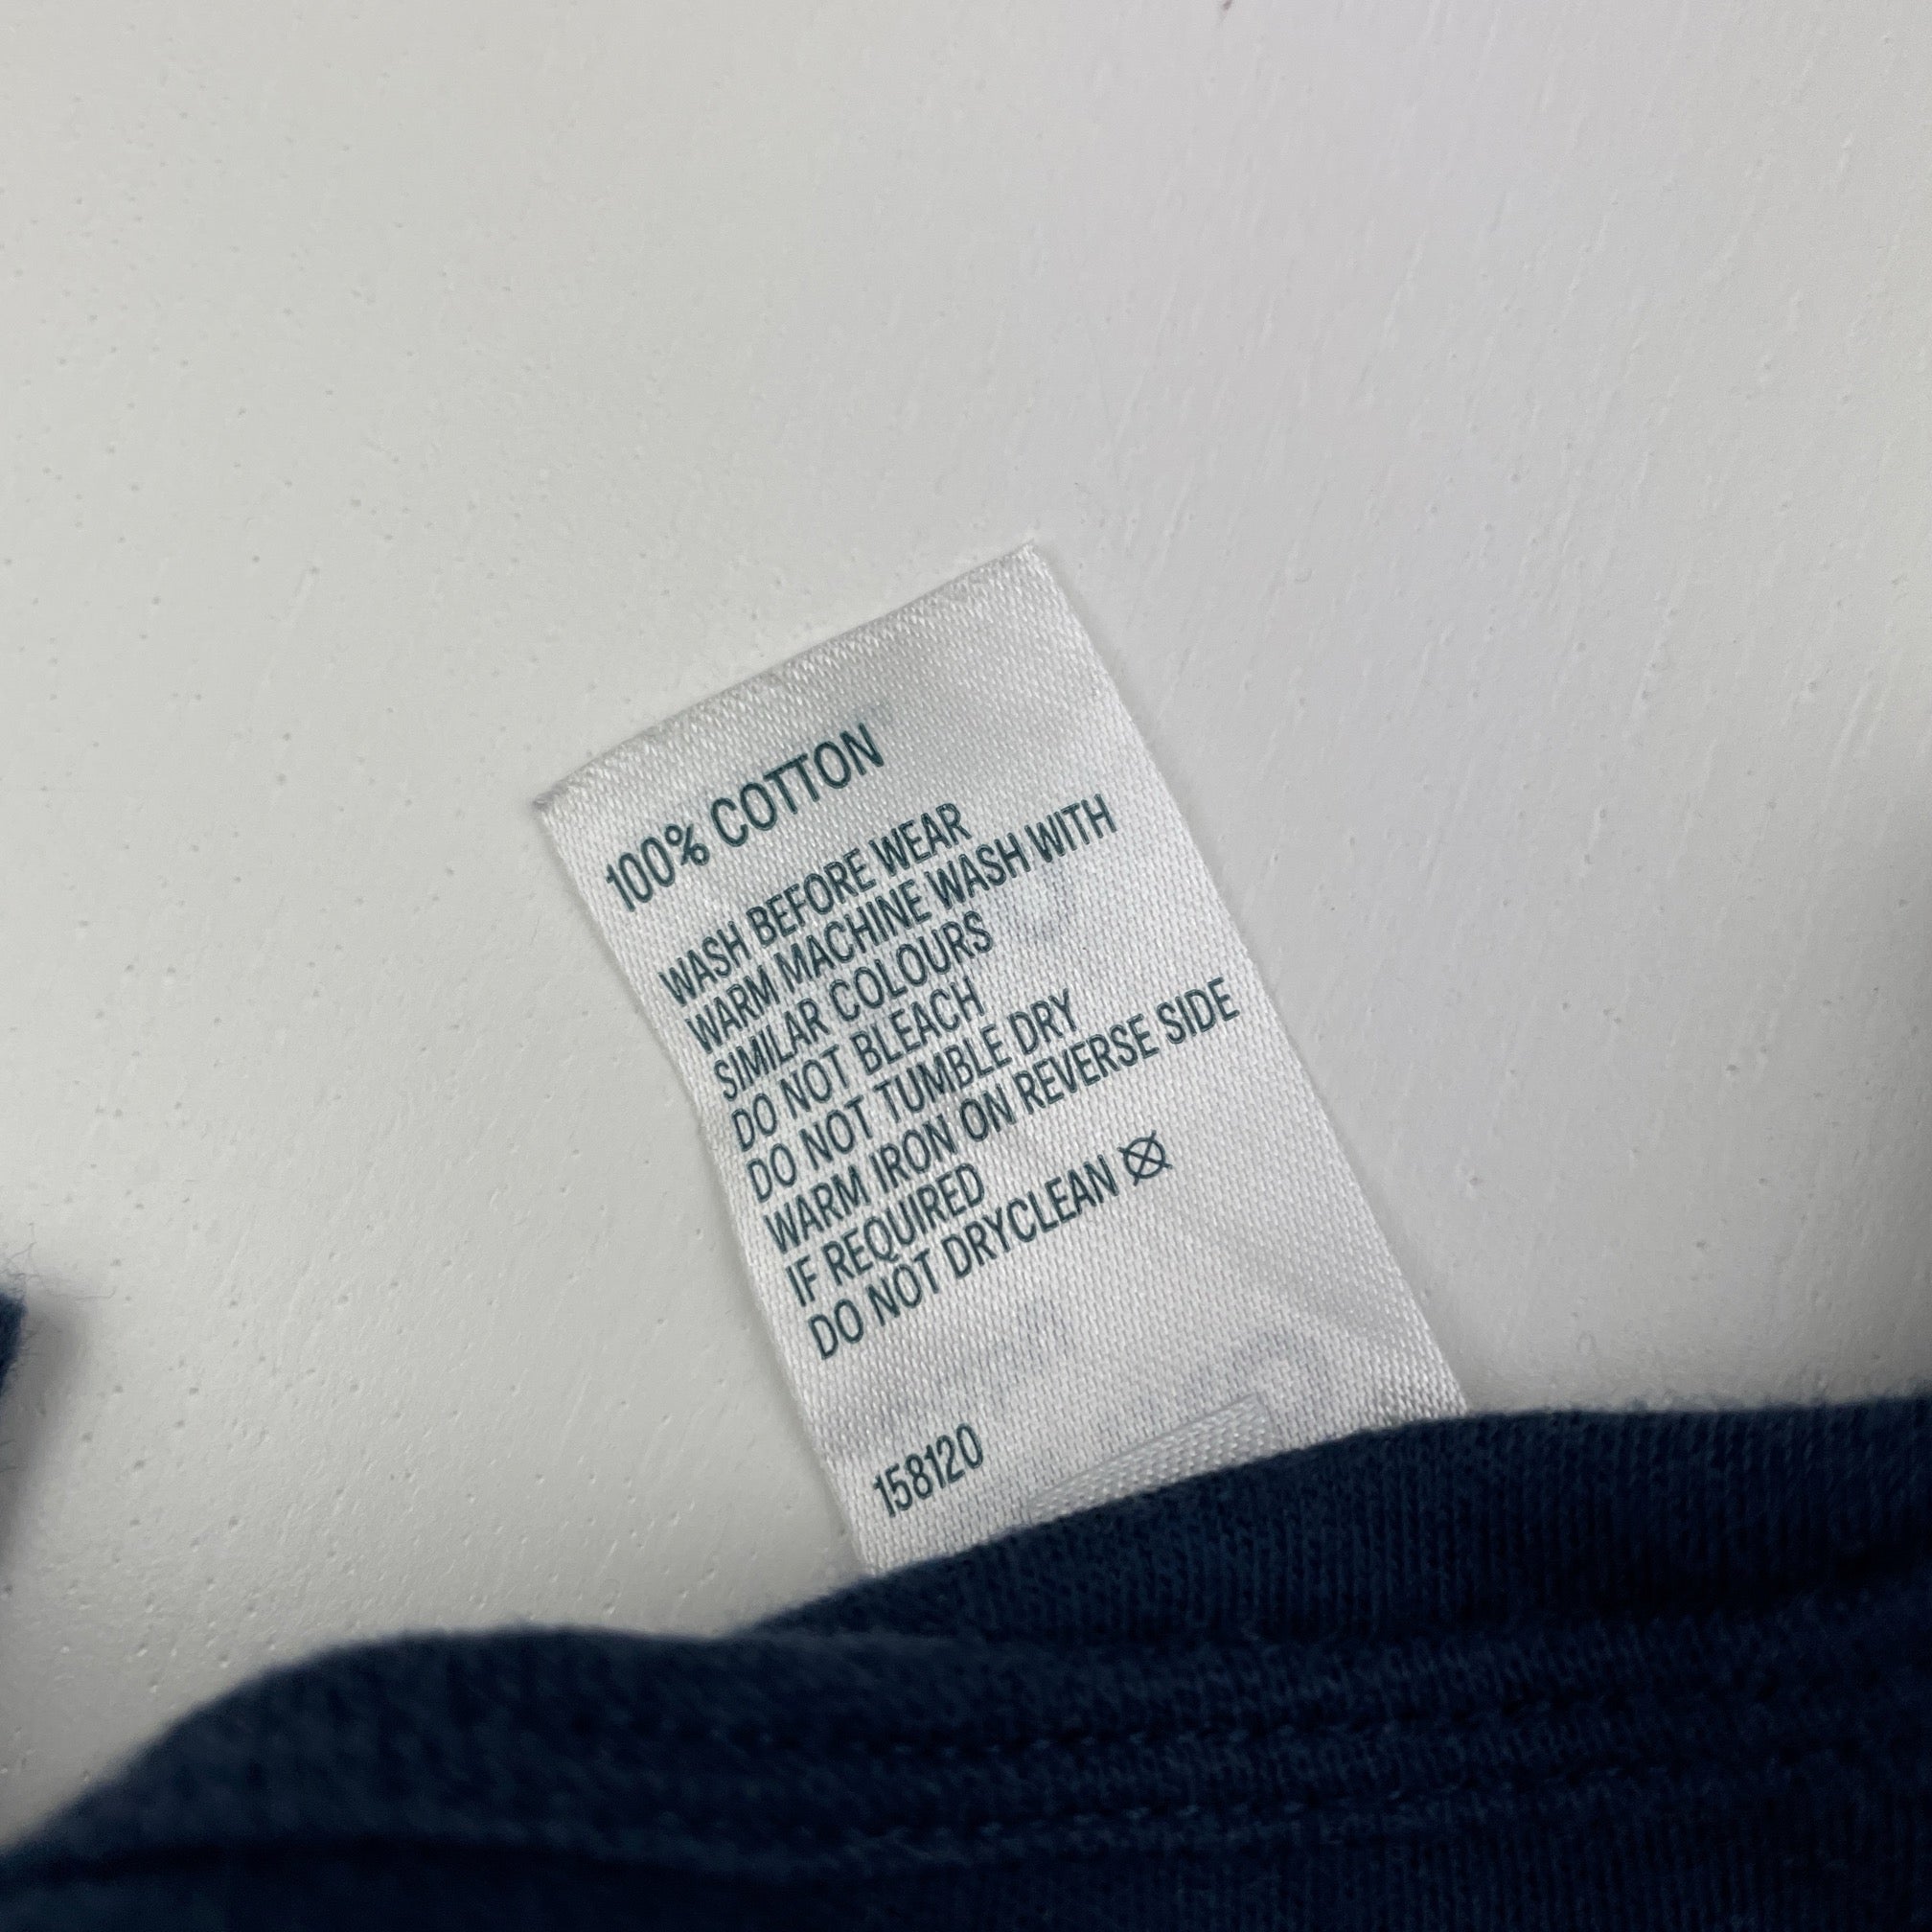 100% COTTON
WASH BEFORE WEAR
WARM MACHINE WASH WITH
SIMILAR COLOURS
DO NOT BLEACH
DO NOT TUMBLE DRY
WARM IRON ON REVERSE SIDE
IF REQUIRED
DO NOT DRYCLEAN
158120